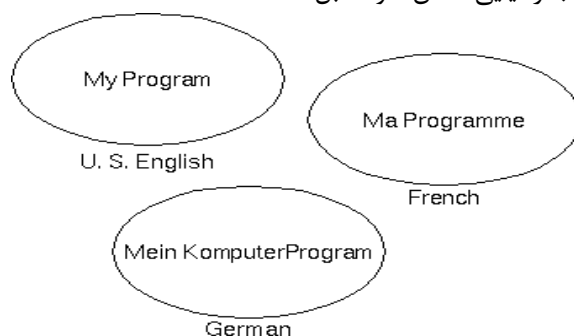 My Program
U. S. English
Ma Programme
French
Mein KomputerProgram
German